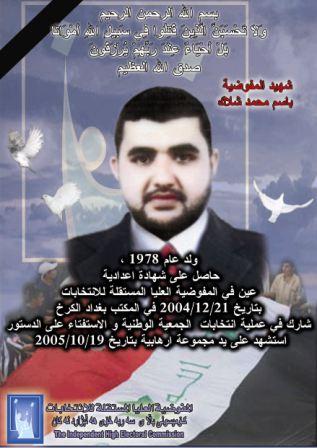 بسم الله الرحمن الرحيم
ولا تحسبن الذين قتلوا في سبيل الله امواتا
بل احياء عند ربهم يرزقون
صدق الله العظيم
شهيد المفوضية
باسم محمد شلاك
ولد عام 1978 ،
حاصل على شهادة اعدادية
عين في المفوضية العليا المستقلة للانتخابات
بتاريخ 2004/12/21 في المكتب بغداد الكرخ
شارك في عملية انتخابات الجمعية الوطنية و الاستفتاء على الدستور
أستشهد على يد مجموعة ارهابية بتاريخ 2005/10/19
المفوضية العليا المستقلة للانتخابات
The Independent High Electoral Commission